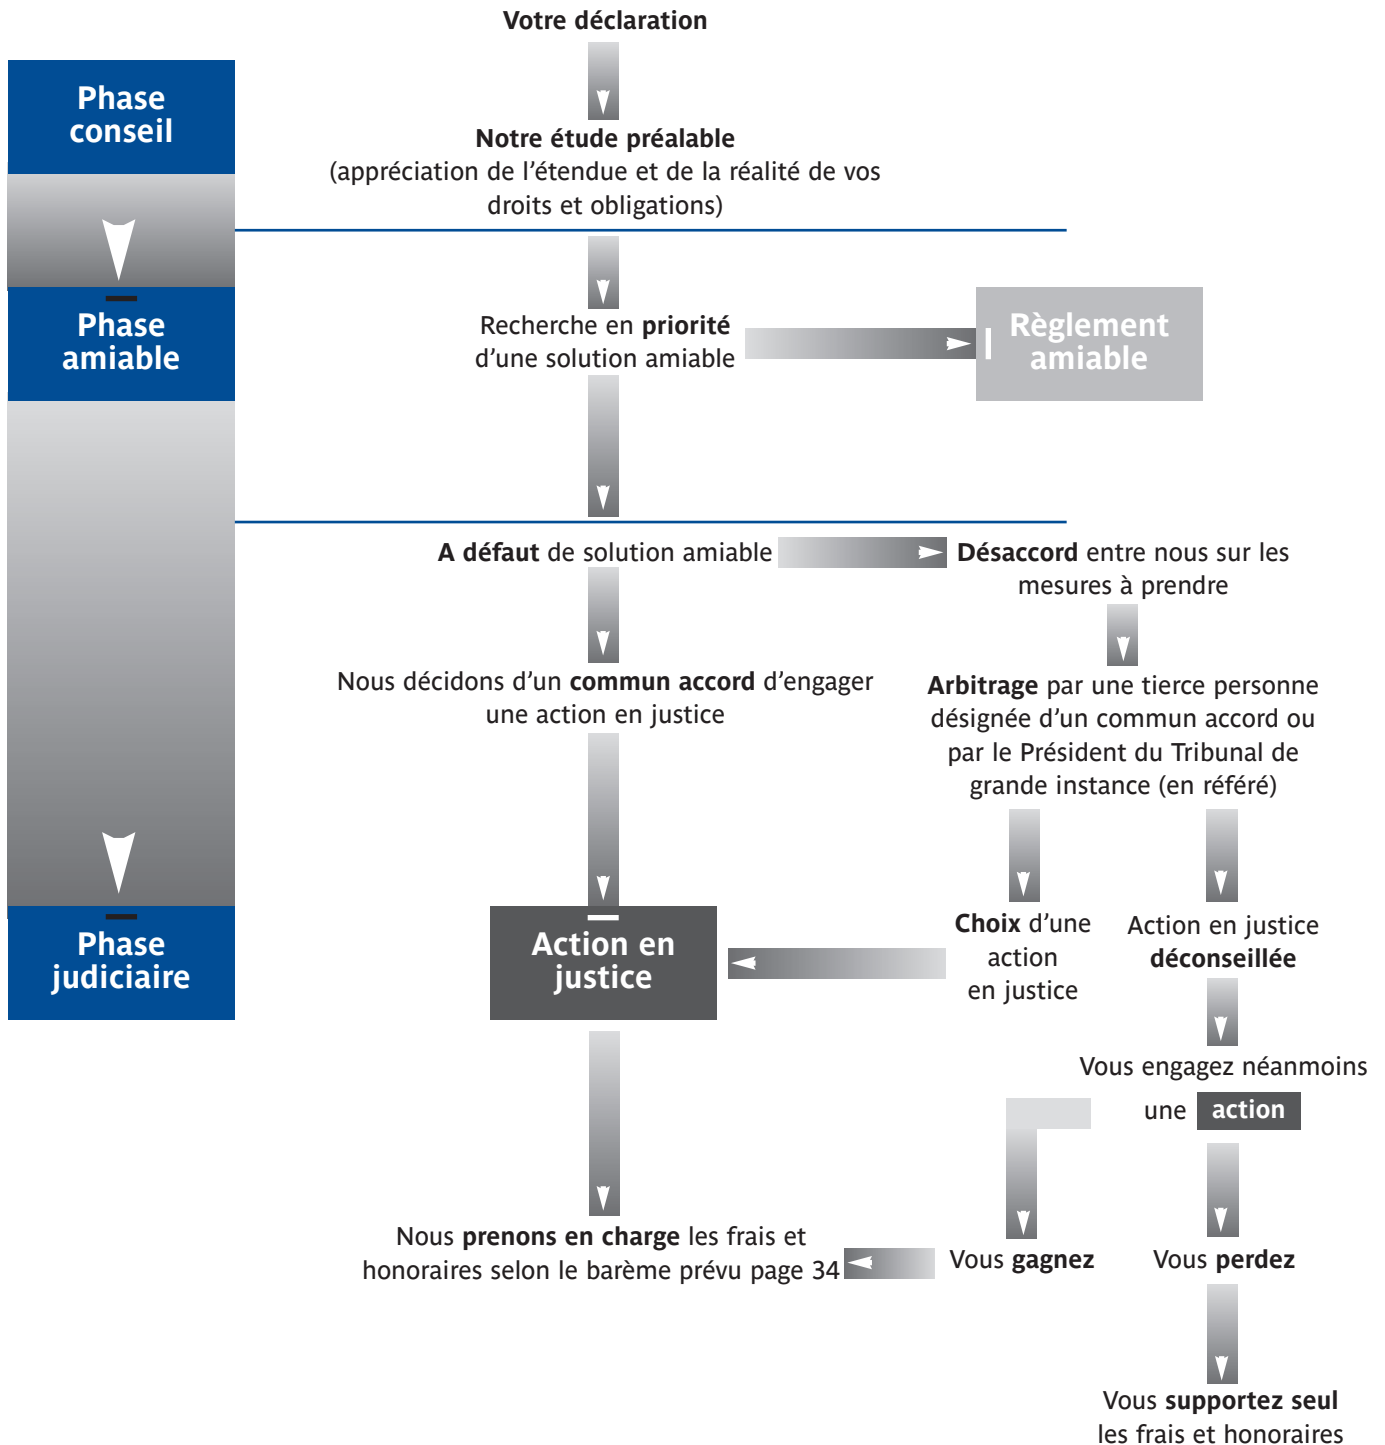 Votre déclaration
Phase
conseil
Notre étude préalable
(appréciation de l'étendue et de la réalité de vos
droits et obligations)
Phase
amiable
Recherche en priorité
d'une solution amiable
Règlement
amiable
A défaut de solution amiable
Désaccord entre nous sur les
mesures à prendre
Nous décidons d'un commun accord d'engager
une action en justice
Arbitrage par une tierce personne
désignée d'un commun accord ou
par le Président du Tribunal de
grande instance (en référé)
Phase
judiciaire
Action en
justice
Choix d'une
action
en justice
Action en justice
déconseillée
Vous engagez néanmoins
une action
Nous prenons en charge les frais et
honoraires selon le barème prévu page 34
Vous gagnez
Vous perdez
Vous supportez seul
les frais et honoraires